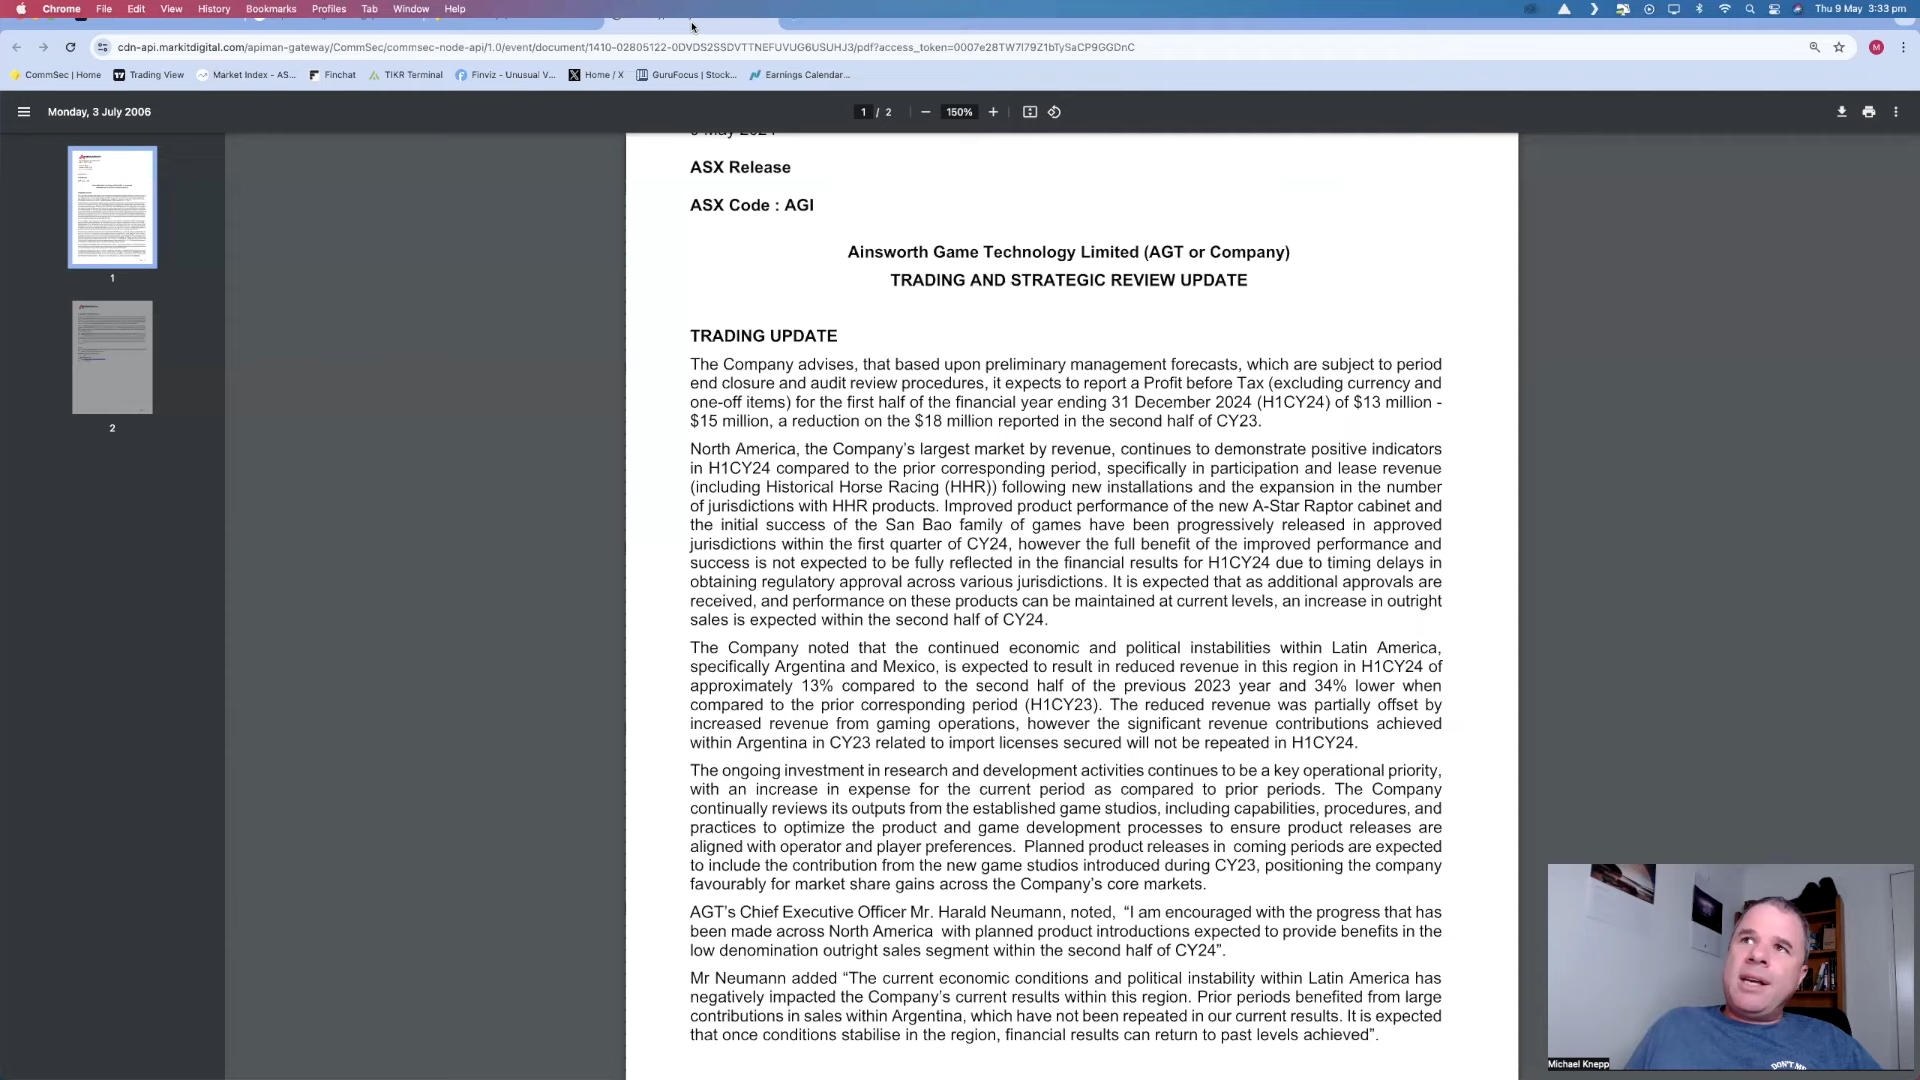 Chrome File Edit View History Bookmarks Profiles Tab Window Help Thu 9 May 3:33 pm
cdn-api.markitdigital.com/apiman-gateway/CommSec/commsec-node-api/1.0/event/document/1410-02805122-0DVDS2SSDVTTNEFUVUG6USUHJ3/pdf?access_token=0007e28TW7I79Z1bTySaCP9GGDnC M
CommSec | Home Trading View Market Index - AS... Finchat TIKR Terminal Finviz - Unusual V... Home / X GuruFocus | Stock... Earnings Calendar...
Monday, 3 July 2006 1 / 2 150%
1
2
ASX Release
ASX Code : AGI
Ainsworth Game Technology Limited (AGT or Company)
TRADING AND STRATEGIC REVIEW UPDATE
TRADING UPDATE
The Company advises, that based upon preliminary management forecasts, which are subject to period
end closure and audit review procedures, it expects to report a Profit before Tax (excluding currency and
one-off items) for the first half of the financial year ending 31 December 2024 (H1CY24) of $13 million -
$15 million, a reduction on the $18 million reported in the second half of CY23.
North America, the Company's largest market by revenue, continues to demonstrate positive indicators
in H1CY24 compared to the prior corresponding period, specifically in participation and lease revenue
(including Historical Horse Racing (HHR)) following new installations and the expansion in the number
of jurisdictions with HHR products. Improved product performance of the new A-Star Raptor cabinet and
the initial success of the San Bao family of games have been progressively released in approved
jurisdictions within the first quarter of CY24, however the full benefit of the improved performance and
success is not expected to be fully reflected in the financial results for H1CY24 due to timing delays in
obtaining regulatory approval across various jurisdictions. It is expected that as additional approvals are
received, and performance on these products can be maintained at current levels, an increase in outright
sales is expected within the second half of CY24.
The Company noted that the continued economic and political instabilities within Latin America,
specifically Argentina and Mexico, is expected to result in reduced revenue in this region in H1CY24 of
approximately 13% compared to the second half of the previous 2023 year and 34% lower when
compared to the prior corresponding period (H1CY23). The reduced revenue was partially offset by
increased revenue from gaming operations, however the significant revenue contributions achieved
within Argentina in CY23 related to import licenses secured will not be repeated in H1CY24.
The ongoing investment in research and development activities continues to be a key operational priority,
with an increase in expense for the current period as compared to prior periods. The Company
continually reviews its outputs from the established game studios, including capabilities, procedures, and
practices to optimize the product and game development processes to ensure product releases are
aligned with operator and player preferences. Planned product releases in coming periods are expected
to include the contribution from the new game studios introduced during CY23, positioning the company
favourably for market share gains across the Company's core markets.
AGT's Chief Executive Officer Mr. Harald Neumann, noted, “I am encouraged with the progress that has
been made across North America with planned product introductions expected to provide benefits in the
low denomination outright sales segment within the second half of CY24”.
Mr Neumann added “The current economic conditions and political instability within Latin America has
negatively impacted the Company's current results within this region. Prior periods benefited from large
contributions in sales within Argentina, which have not been repeated in our current results. It is expected
that once conditions stabilise in the region, financial results can return to past levels achieved”.
Michael Knepp